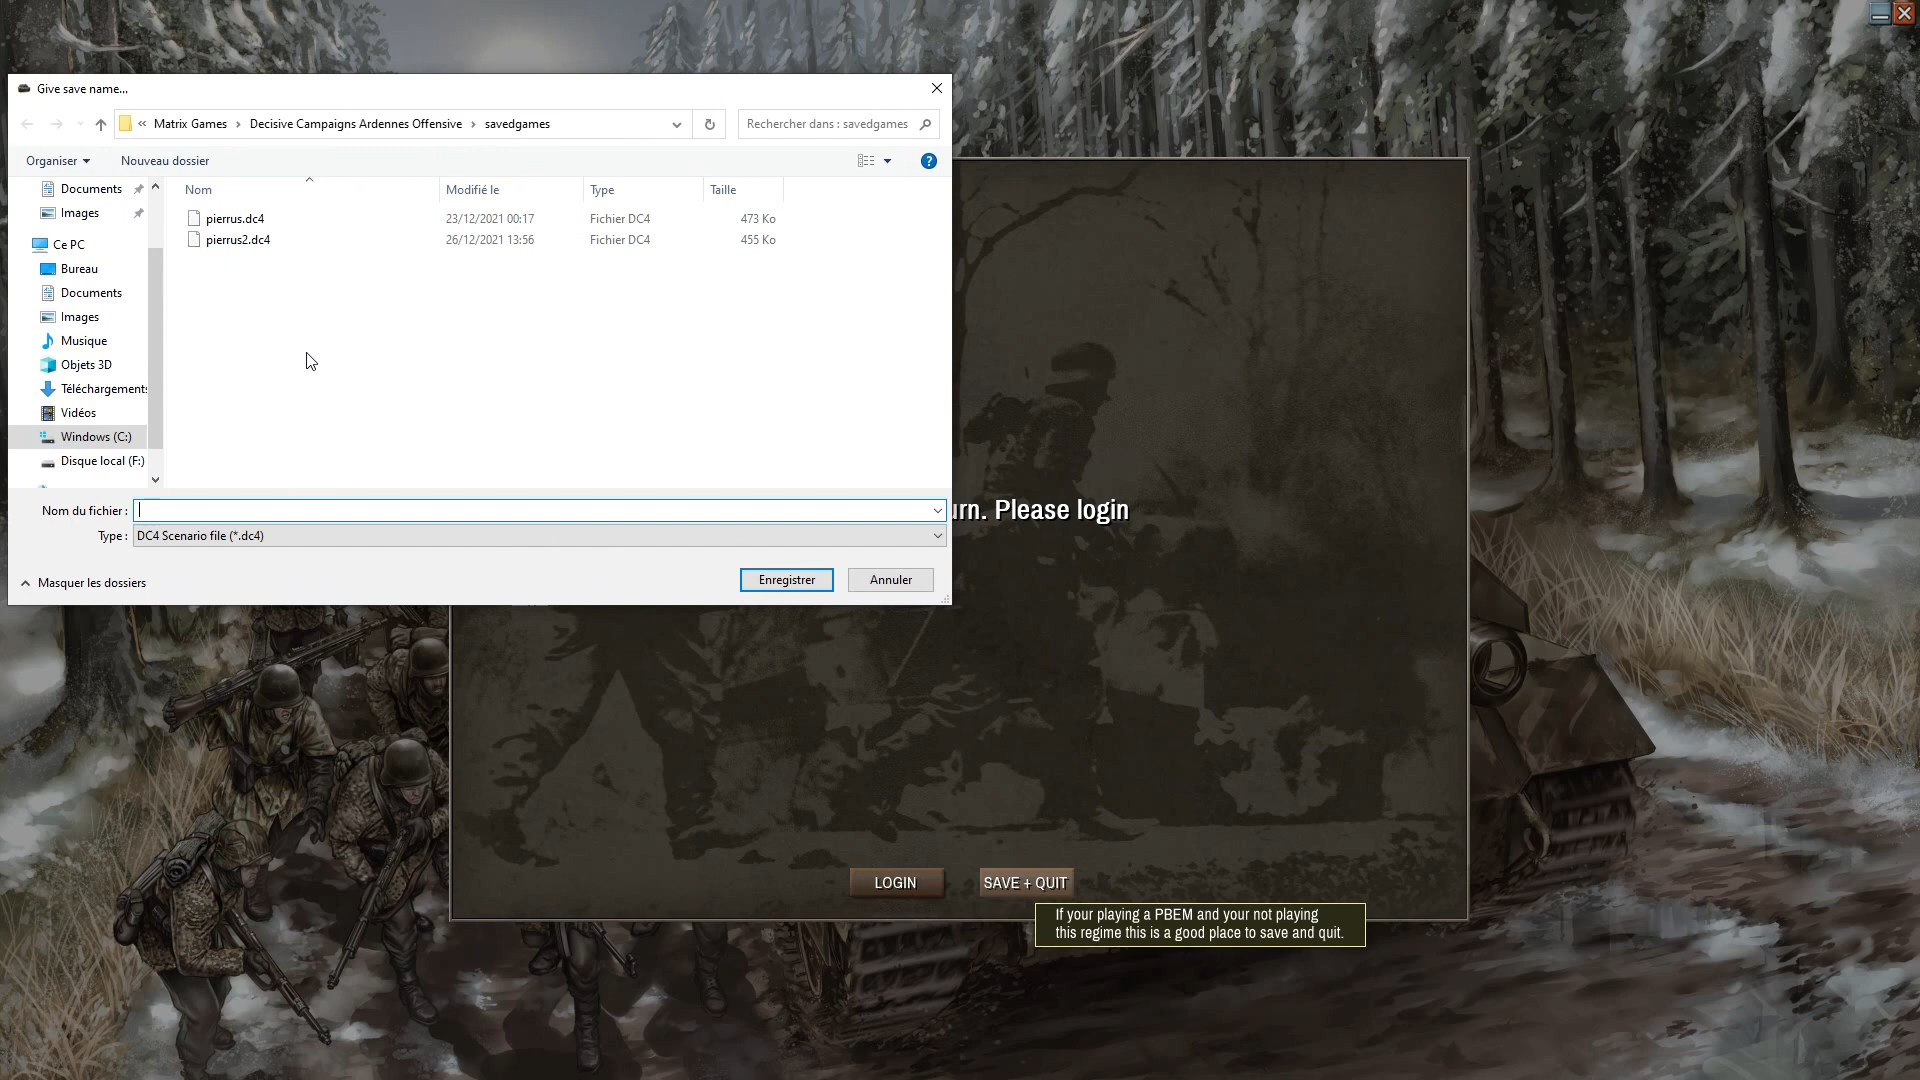 Give save name...
« Matrix Games › Decisive Campaigns Ardennes Offensive › savedgames
Rechercher dans : savedgames
Organiser
Nouveau dossier
?
Documents
Images
Ce PC
Bureau
Documents
Images
Musique
Objets 3D
Téléchargements
Vidéos
Windows (C:)
Disque local (F:)
Nom Modifié le Type Taille
pierrus.dc4 23/12/2021 00:17 Fichier DC4 473 Ko
pierrus2.dc4 26/12/2021 13:56 Fichier DC4 455 Ko
Nom du fichier :
Type : DC4 Scenario file (*.dc4)
Masquer les dossiers
Enregistrer
Annuler
Please login
LOGIN
SAVE + QUIT
If your playing a PBEM and your not playing
this regime this is a good place to save and quit.